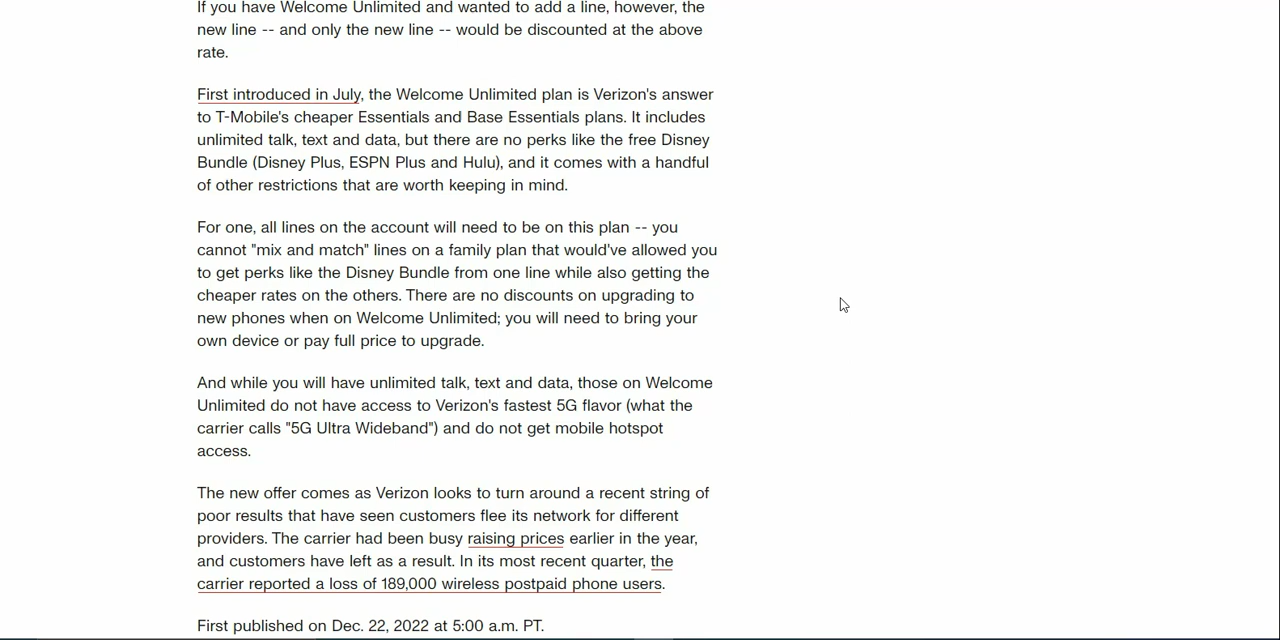 If you have Welcome Unlimited and wanted to add a line, however, the
new line -- and only the new line -- would be discounted at the above
rate.
First introduced in July, the Welcome Unlimited plan is Verizon's answer
to T-Mobile's cheaper Essentials and Base Essentials plans. It includes
unlimited talk, text and data, but there are no perks like the free Disney
Bundle (Disney Plus, ESPN Plus and Hulu), and it comes with a handful
of other restrictions that are worth keeping in mind.
For one, all lines on the account will need to be on this plan -- you
cannot "mix and match" lines on a family plan that would've allowed you
to get perks like the Disney Bundle from one line while also getting the
cheaper rates on the others. There are no discounts on upgrading to
new phones when on Welcome Unlimited; you will need to bring your
own device or pay full price to upgrade.
And while you will have unlimited talk, text and data, those on Welcome
Unlimited do not have access to Verizon's fastest 5G flavor (what the
carrier calls "5G Ultra Wideband") and do not get mobile hotspot
access.
The new offer comes as Verizon looks to turn around a recent string of
poor results that have seen customers flee its network for different
providers. The carrier had been busy raising prices earlier in the year,
and customers have left as a result. In its most recent quarter, the
carrier reported a loss of 189,000 wireless postpaid phone users.
First published on Dec. 22, 2022 at 5:00 a.m. PT.